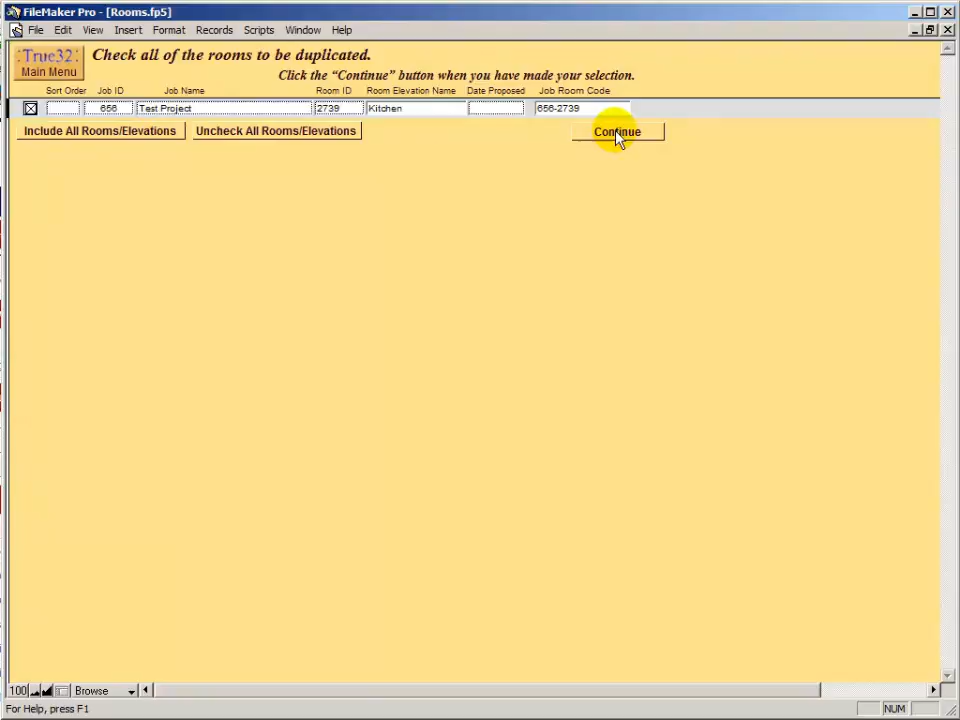 FileMaker Pro - [Rooms.fp5]
File Edit View Insert Format Records Scripts Window Help
:True32:
Main Menu
Check all of the rooms to be duplicated.
Click the "Continue" button when you have made your selection.
Sort Order Job ID Job Name Room ID Room Elevation Name Date Proposed Job Room Code
656 Test Project 2739 Kitchen 656-2739
Include All Rooms/Elevations Uncheck All Rooms/Elevations Continue
100 Browse
For Help, press F1 NUM